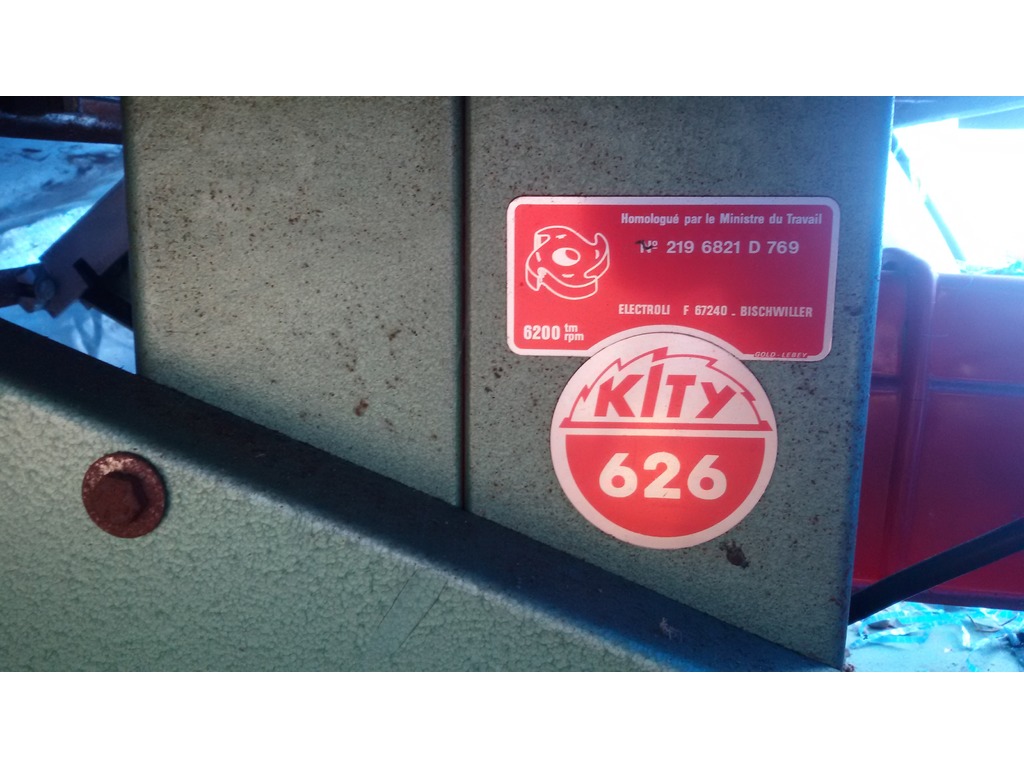 Homologué par le Ministre du Travail
Nº 219 6821 D 769
ELECTROLI F 67240 - BISCHWILLER
6200 tm
rpm
GOLD - LEBEY
KITY
626